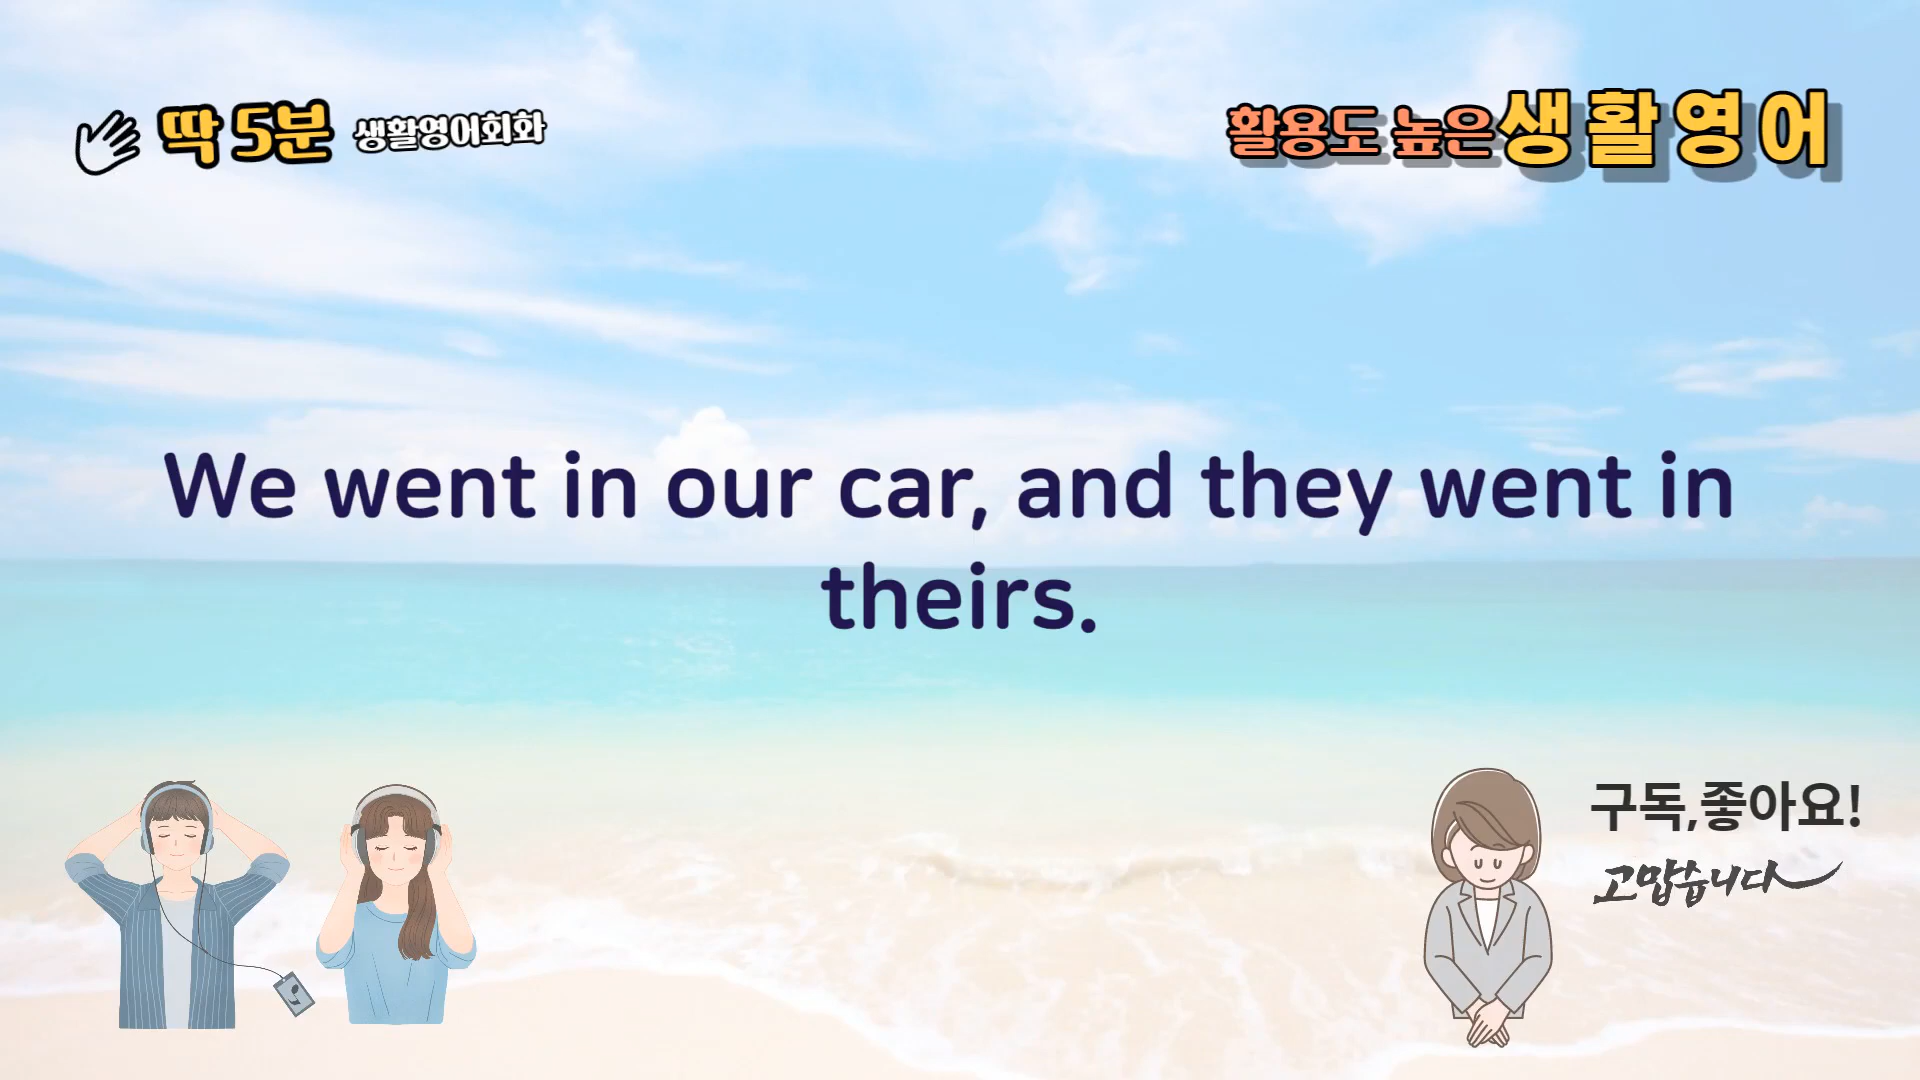 딱 5분 생활영어회화
활용도 높은 생활영어
We went in our car, and they went in
theirs.
구독,좋아요!
고맙습니다